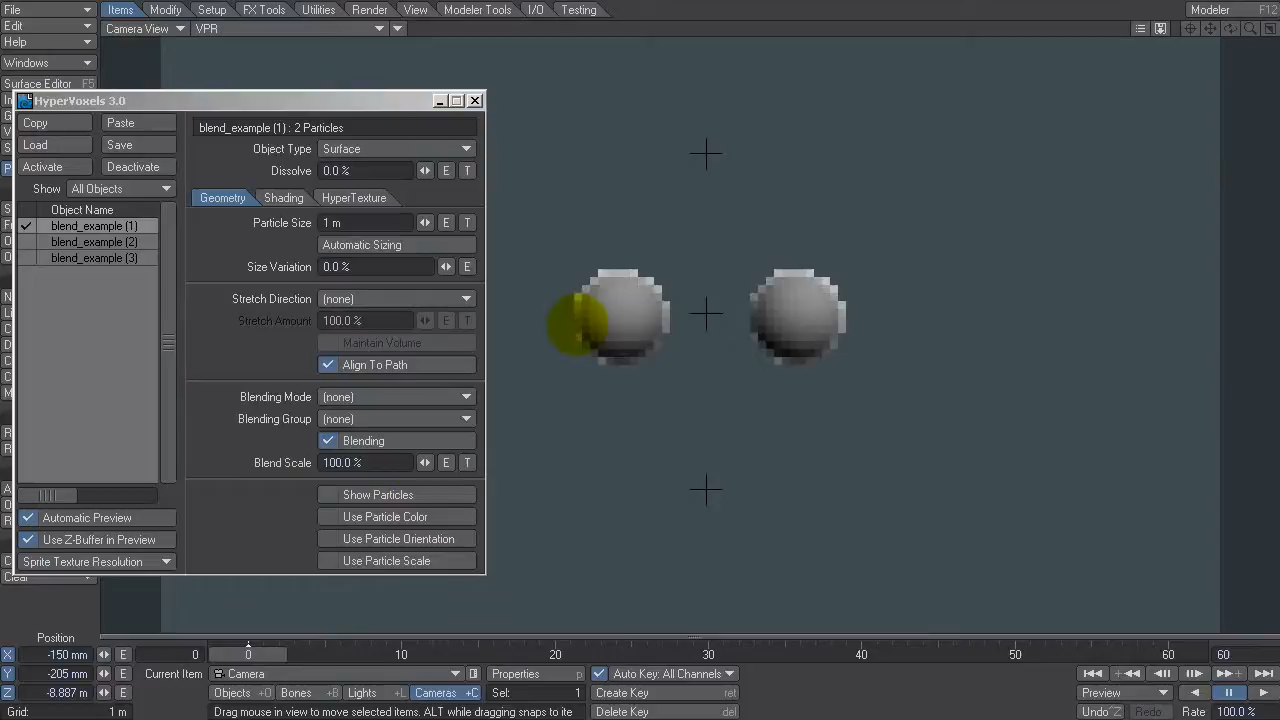 File
Items Modify Setup FX Tools Utilities Render View Modeler Tools I/O Testing Modeler F12
Edit
Camera View VPR
Help
Windows
Surface Editor F5
HyperVoxels 3.0
Copy Paste
blend_example (1) : 2 Particles
Load Save
Object Type Surface
Activate Deactivate
Dissolve 0.0 % E T
Show All Objects
Geometry Shading HyperTexture
Object Name
Particle Size 1 m E T
blend_example (1)
blend_example (2)
Automatic Sizing
blend_example (3)
Size Variation 0.0 % E
Stretch Direction (none)
Stretch Amount 100.0 % E T
Maintain Volume
Align To Path
Blending Mode (none)
Blending Group (none)
Blending
Blend Scale 100.0 % E T
Show Particles
Automatic Preview
Use Particle Color
Use Z-Buffer in Preview
Use Particle Orientation
Sprite Texture Resolution
Use Particle Scale
Clear
Position
X -150 mm E 0 0 10 20 30 40 50 60 60
Y -205 mm E Current Item Camera Properties p Auto Key: All Channels
Z -8.887 m E Objects +O Bones +B Lights +L Cameras +C Sel: 1 Create Key ret Preview
Grid: 1 m Drag mouse in view to move selected items. ALT while dragging snaps to ite Delete Key del Undo ^Z Redo Rate 100.0 %